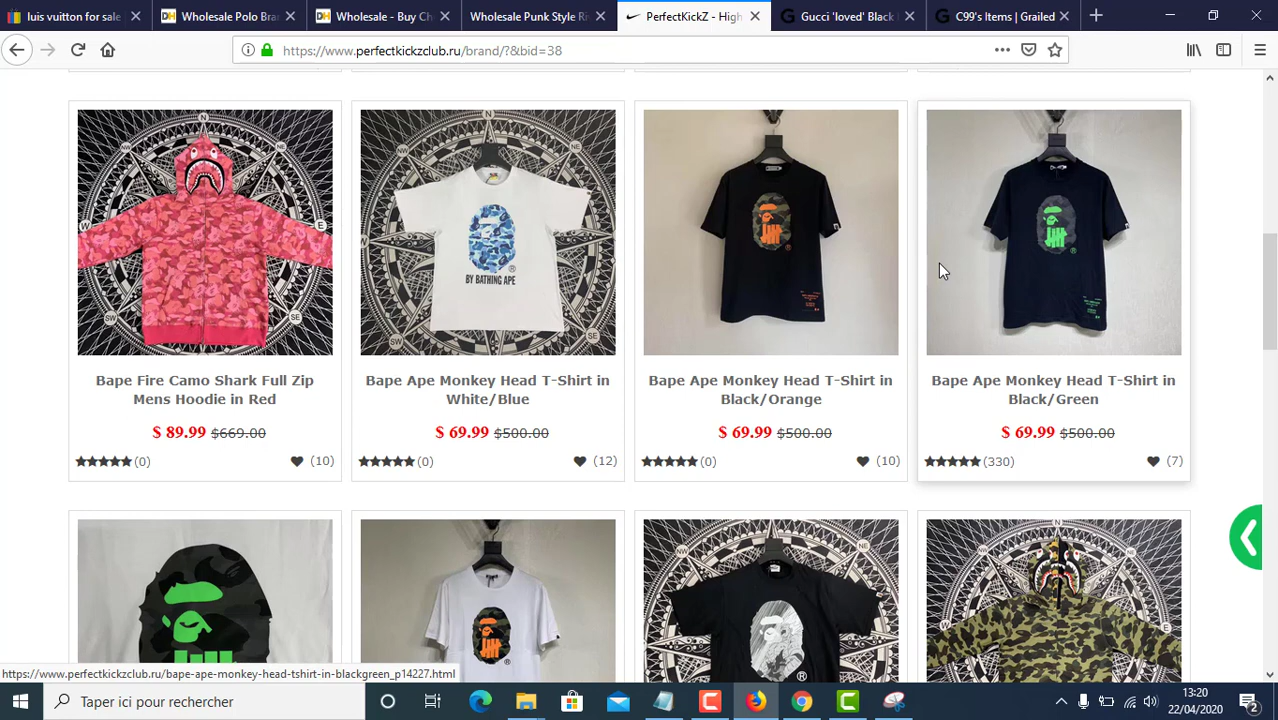 luis vuitton for sale
Wholesale Polo Bra
Wholesale - Buy Ch
Wholesale Punk Style Ri
PerfectKickZ - High
Gucci 'loved' Black
C99's Items | Grailed
https://www.perfectkickzclub.ru/brand/?&bid=38
BY BATHING APE
Bape Fire Camo Shark Full Zip
Mens Hoodie in Red
$ 89.99 $669.00
(0) (10)
Bape Ape Monkey Head T-Shirt in
White/Blue
$ 69.99 $500.00
(0) (12)
Bape Ape Monkey Head T-Shirt in
Black/Orange
$ 69.99 $500.00
(0) (10)
Bape Ape Monkey Head T-Shirt in
Black/Green
$ 69.99 $500.00
(330) (7)
https://www.perfectkickzclub.ru/bape-ape-monkey-head-tshirt-in-blackgreen_p14227.html
Taper ici pour rechercher
13:20
22/04/2020
2